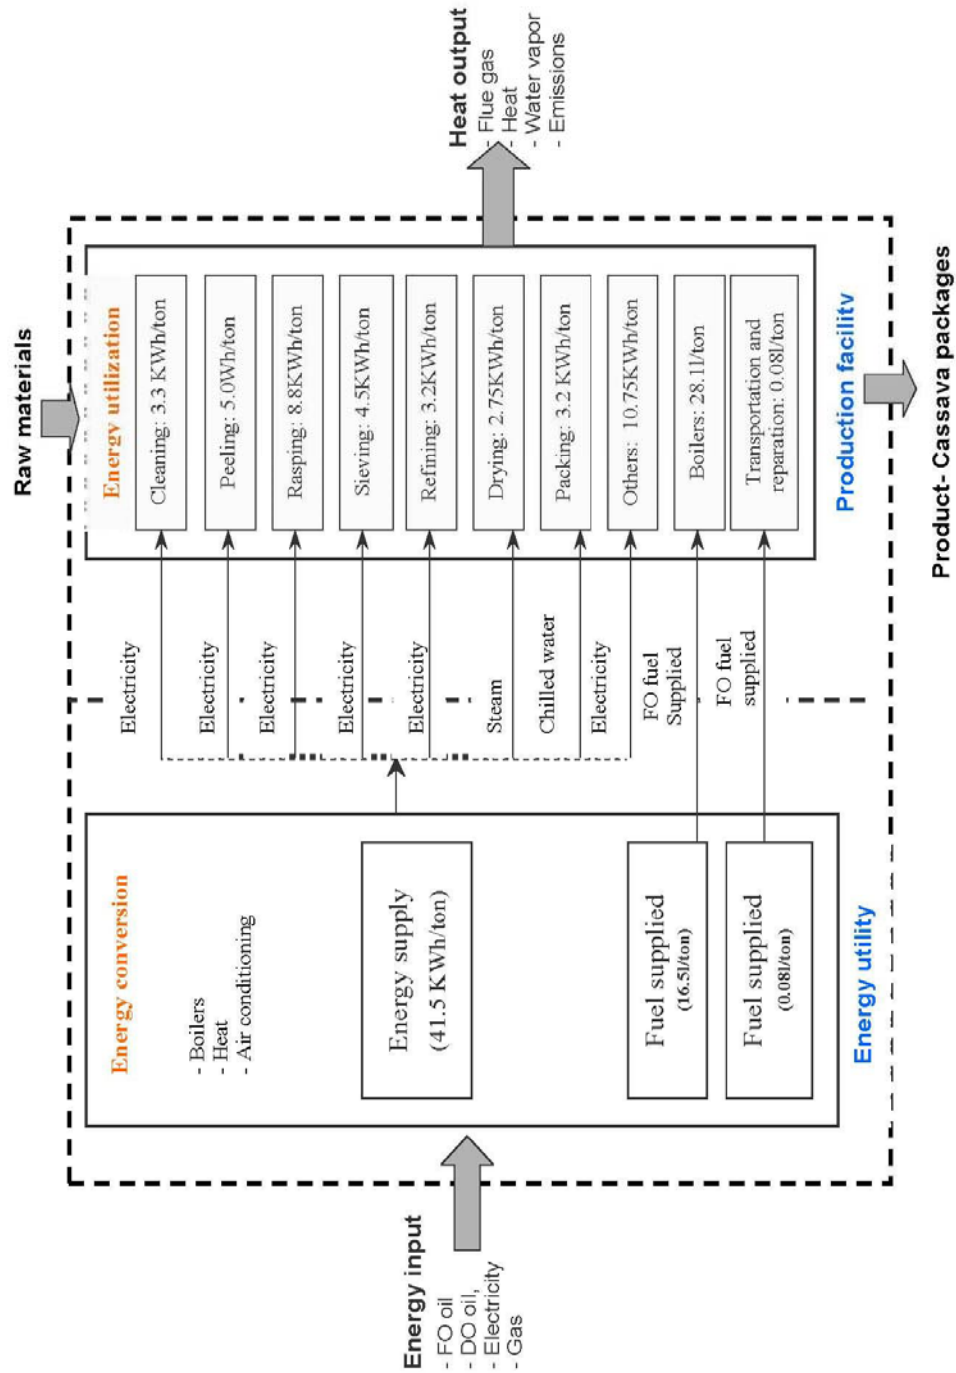 Raw materials
Energy input
- FO oil
- DO oil,
- Electricity
- Gas
Energy conversion
- Boilers
- Heat
- Air conditioning
Energy supply
(41.5 KWh/ton)
Fuel supplied
(16.5l/ton)
Fuel supplied
(0.08l/ton)
Energy utility
Electricity
Electricity
Electricity
Electricity
Electricity
Steam
Chilled water
Electricity
FO fuel
Supplied
FO fuel
supplied
Energy utilization
Cleaning: 3.3 KWh/ton
Peeling: 5.0Wh/ton
Rasping: 8.8KWh/ton
Sieving: 4.5KWh/ton
Refining: 3.2KWh/ton
Drying: 2.75KWh/ton
Packing: 3.2 KWh/ton
Others: 10.75KWh/ton
Boilers: 28.1l/ton
Transportation and
reparation: 0.08l/ton
Production facility
Heat output
- Flue gas
- Heat
- Water vapor
- Emissions
Product- Cassava packages